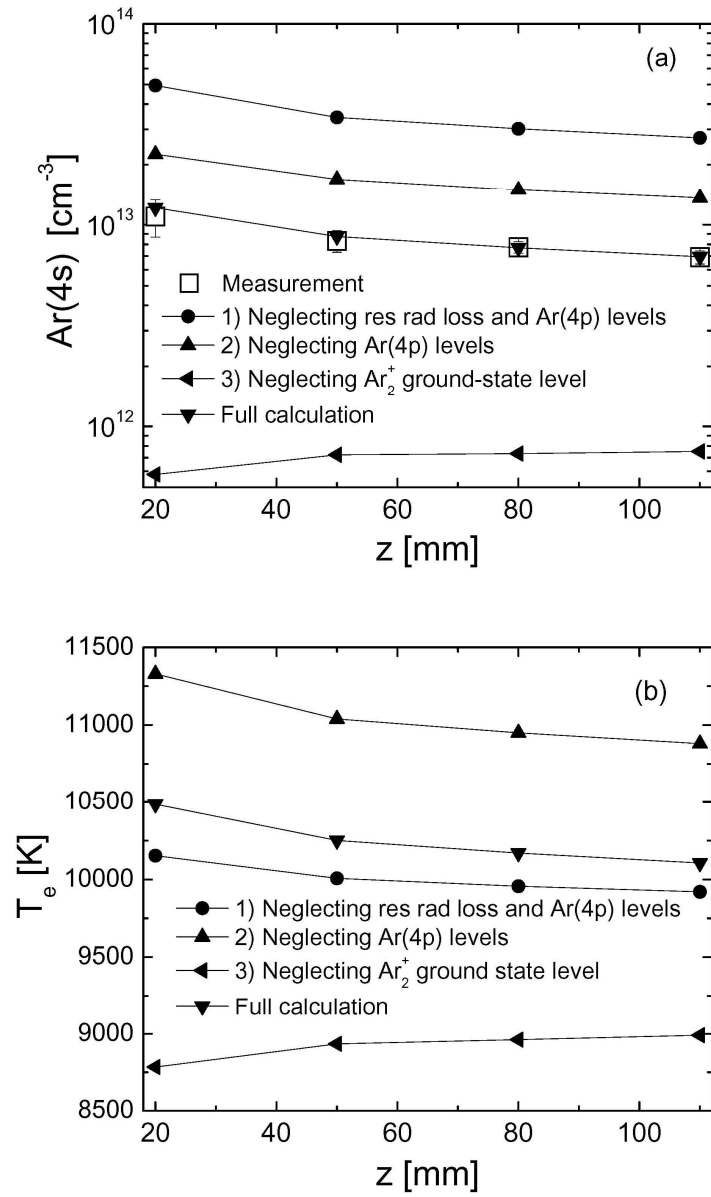 10^14
(a)
10^13
10^12
Ar(4s) [cm^-3]
Measurement
1) Neglecting res rad loss and Ar(4p) levels
2) Neglecting Ar(4p) levels
3) Neglecting Ar₂⁺ ground-state level
Full calculation
20 40 60 80 100
z [mm]
11500
(b)
11000
10500
10000
9500
9000
8500
T_e [K]
1) Neglecting res rad loss and Ar(4p) levels
2) Neglecting Ar(4p) levels
3) Neglecting Ar₂⁺ ground state level
Full calculation
20 40 60 80 100
z [mm]